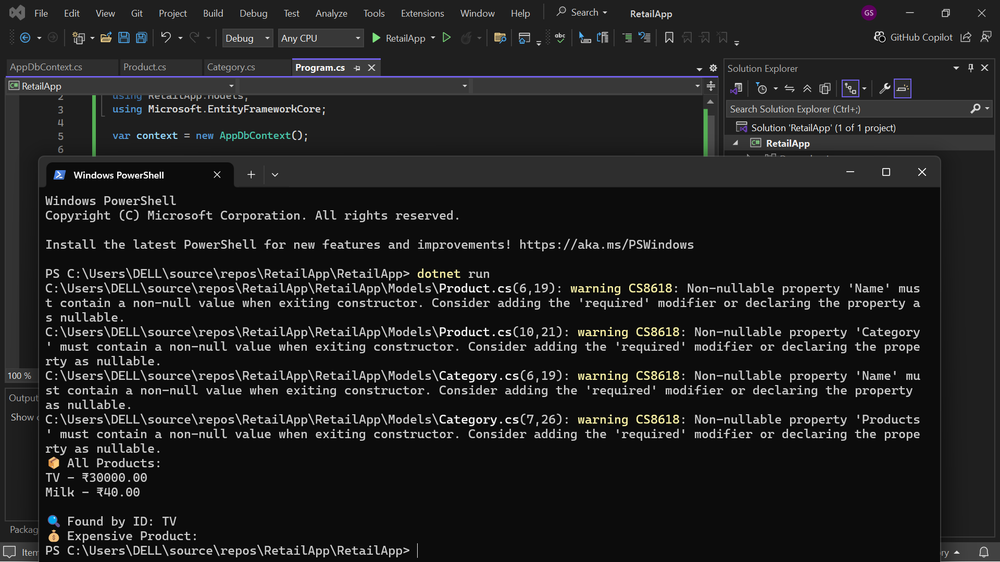 File Edit View Git Project Build Debug Test Analyze Tools Extensions Window Help Search RetailApp GS
Debug Any CPU RetailApp abc GitHub Copilot
AppDbContext.cs Product.cs Category.cs Program.cs
Solution Explorer
C# RetailApp
2 using RetailApp.Models;
3 using Microsoft.EntityFrameworkCore;
4
5 var context = new AppDbContext();
6
Search Solution Explorer (Ctrl+;)
Solution 'RetailApp' (1 of 1 project)
C# RetailApp
Windows PowerShell
Windows PowerShell
Copyright (C) Microsoft Corporation. All rights reserved.
Install the latest PowerShell for new features and improvements! https://aka.ms/PSWindows
PS C:\Users\DELL\source\repos\RetailApp\RetailApp> dotnet run
C:\Users\DELL\source\repos\RetailApp\RetailApp\Models\Product.cs(6,19): warning CS8618: Non-nullable property 'Name' mus
t contain a non-null value when exiting constructor. Consider adding the 'required' modifier or declaring the property a
s nullable.
C:\Users\DELL\source\repos\RetailApp\RetailApp\Models\Product.cs(10,21): warning CS8618: Non-nullable property 'Category
' must contain a non-null value when exiting constructor. Consider adding the 'required' modifier or declaring the prope
rty as nullable.
C:\Users\DELL\source\repos\RetailApp\RetailApp\Models\Category.cs(6,19): warning CS8618: Non-nullable property 'Name' mu
st contain a non-null value when exiting constructor. Consider adding the 'required' modifier or declaring the property
as nullable.
C:\Users\DELL\source\repos\RetailApp\RetailApp\Models\Category.cs(7,26): warning CS8618: Non-nullable property 'Products
' must contain a non-null value when exiting constructor. Consider adding the 'required' modifier or declaring the prope
rty as nullable.
📦 All Products:
TV - ₹30000.00
Milk - ₹40.00
🔍 Found by ID: TV
💰 Expensive Product:
PS C:\Users\DELL\source\repos\RetailApp\RetailApp>
100 %
Output
Show
Packag
Item
ry